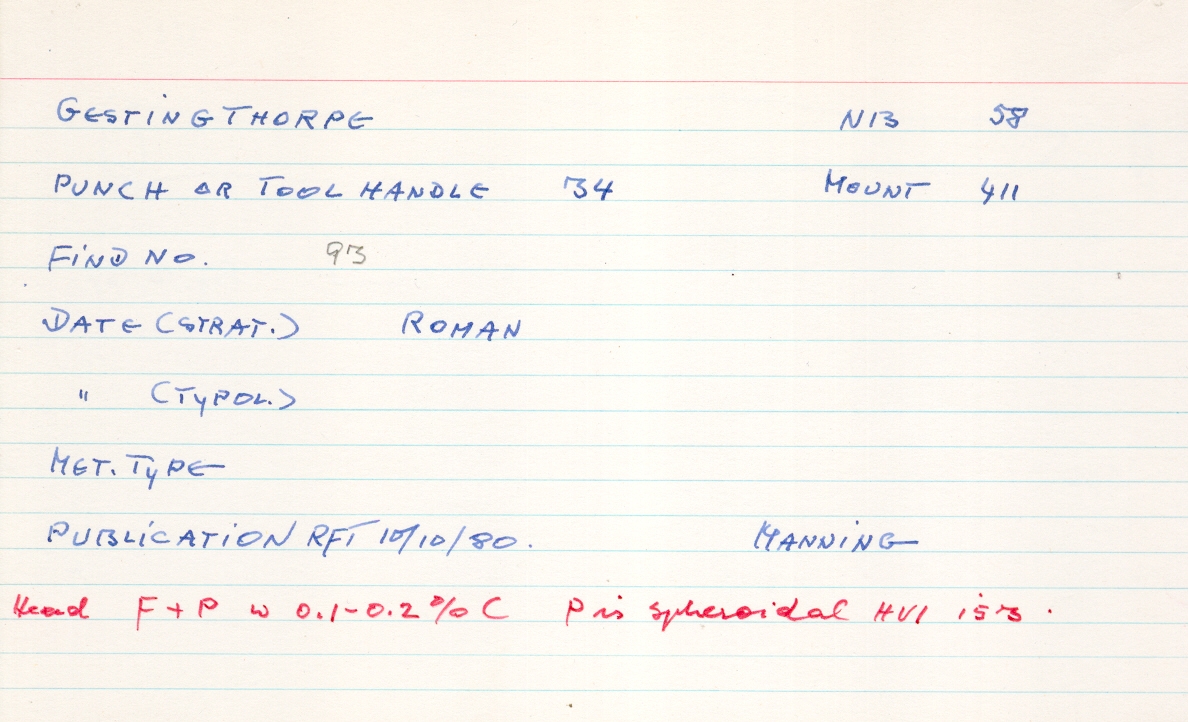 GESTINGTHORPE NB 58
PUNCH OR TOOL HANDLE 34 MOUNT 411
FIND NO. 93
DATE (STRAT.) ROMAN
" (TYPOL.)
MET. TYPE
PUBLICATION RFT 10/10/80. MANNING
Head F + P w 0.1-0.2 % C P is spheroidal HV1 153.